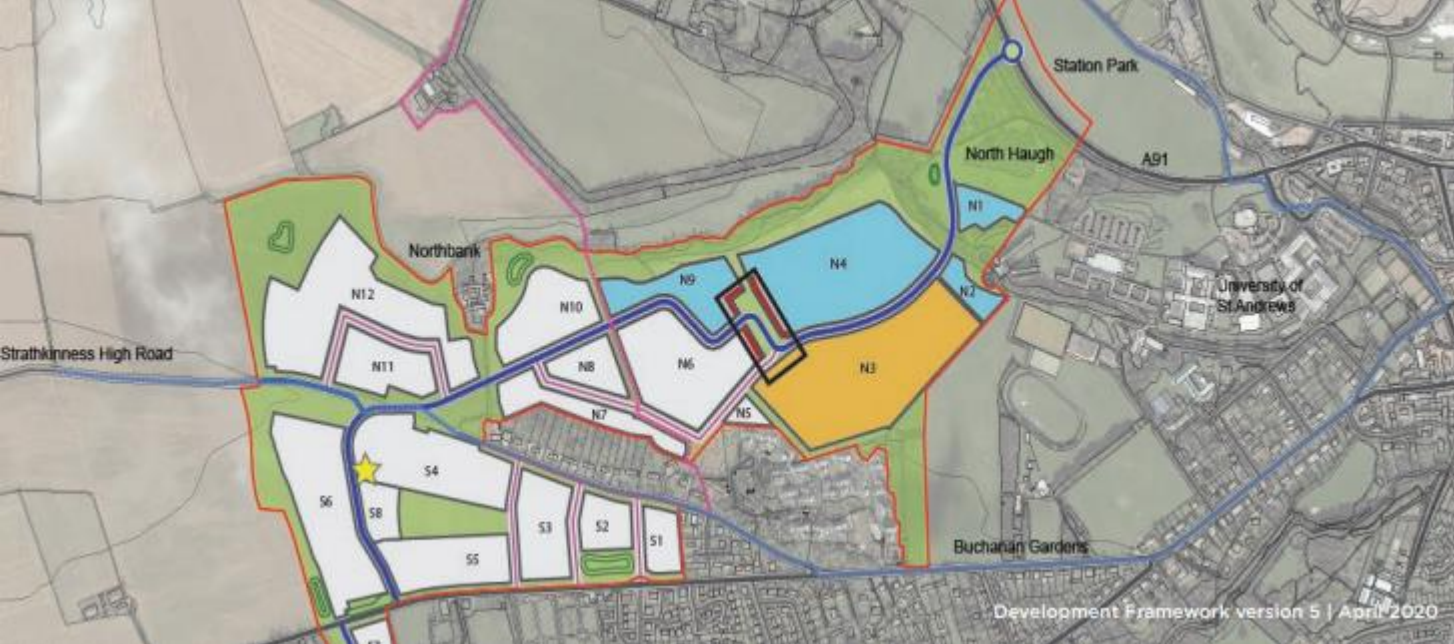 Station Park
North Haugh
A91
N1
Northbank
N4
N9
N2
University of
St Andrews
N12
N10
Strathkinness High Road
N11
N8
N6
N3
N7
N5
S4
S6
S8
S3
S2
S1
S5
Buchanan Gardens
Development Framework version 5 | April 2020